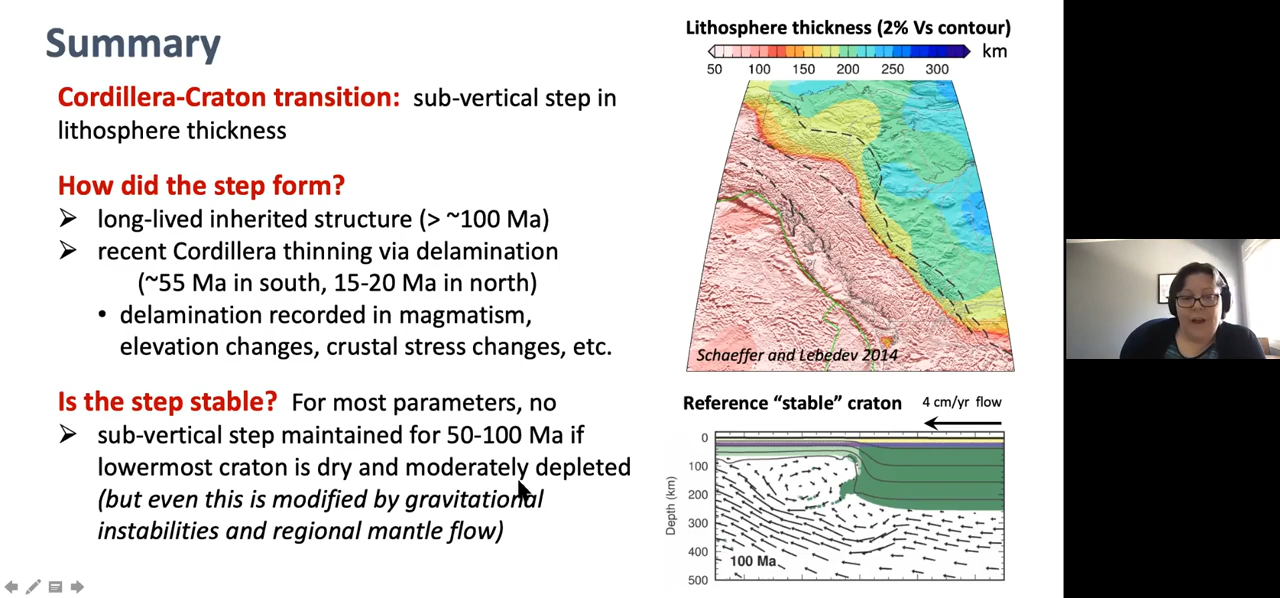 Summary
Cordillera-Craton transition: sub-vertical step in
lithosphere thickness
How did the step form?
➢ long-lived inherited structure (> ~100 Ma)
➢ recent Cordillera thinning via delamination
(~55 Ma in south, 15-20 Ma in north)
• delamination recorded in magmatism,
elevation changes, crustal stress changes, etc.
Is the step stable? For most parameters, no
➢ sub-vertical step maintained for 50-100 Ma if
lowermost craton is dry and moderately depleted
(but even this is modified by gravitational
instabilities and regional mantle flow)
Lithosphere thickness (2% Vs contour)
km
50 100 150 200 250 300
Schaeffer and Lebedev 2014
Reference “stable” craton
4 cm/yr flow
Depth (km)
0
100
200
300
400
500
100 Ma